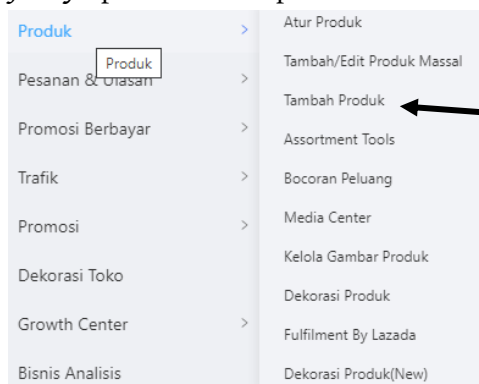 Produk
Produk
Pesanan & Ulasan
Promosi Berbayar
Trafik
Promosi
Dekorasi Toko
Growth Center
Bisnis Analisis
Atur Produk
Tambah/Edit Produk Massal
Tambah Produk
Assortment Tools
Bocoran Peluang
Media Center
Kelola Gambar Produk
Dekorasi Produk
Fulfilment By Lazada
Dekorasi Produk(New)